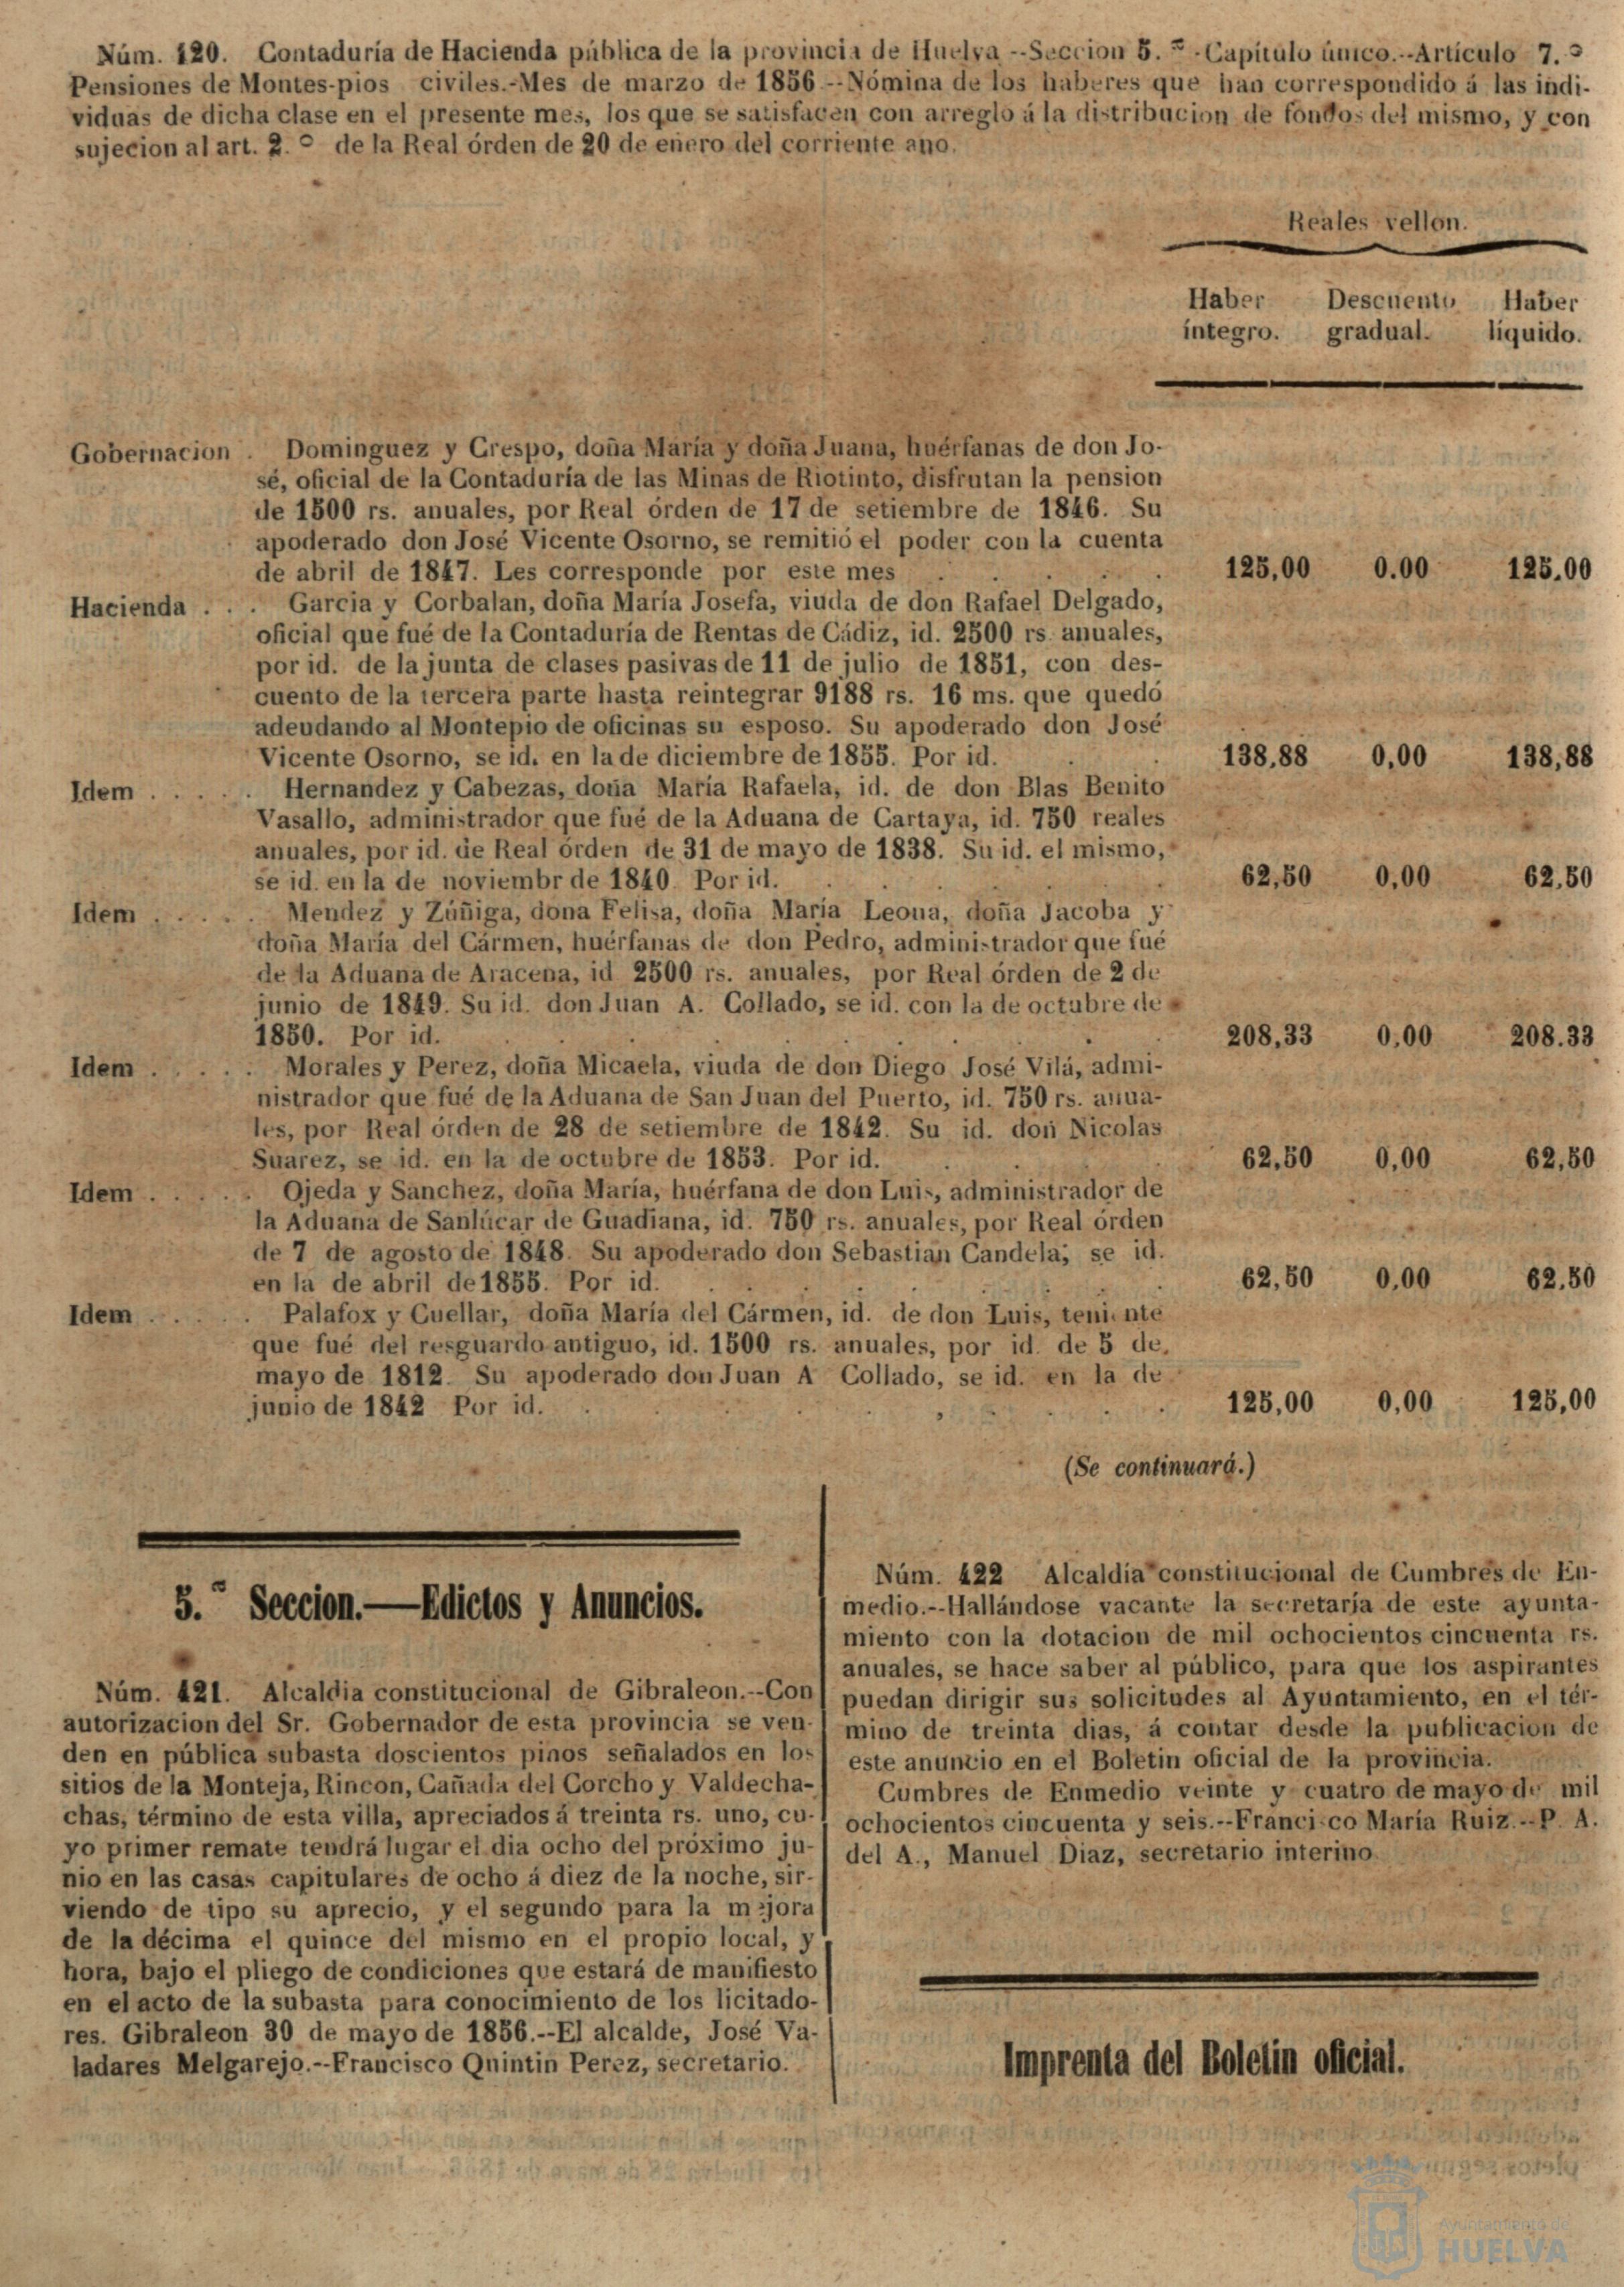 Núm. 420. Contaduría de Hacienda pública de la provincia de Huelva--Seccion 5.ª-Capítulo único.--Artículo 7.º
Pensiones de Montes-pios civiles.-Mes de marzo de 1856--Nómina de los haberes que han correspondido á las indi-
viduas de dicha clase en el presente mes, los que se satisfacen con arreglo á la distribucion de fondos del mismo, y con
sujecion al art. 2.º de la Real órden de 20 de enero del corriente ano.
Reales vellon.
Haber Descuento Haber
íntegro. gradual. líquido.
Gobernacion . Dominguez y Crespo, doña María y doña Juana, huérfanas de don Jo-
sé, oficial de la Contaduría de las Minas de Riotinto, disfrutan la pension
de 1500 rs. anuales, por Real órden de 17 de setiembre de 1846. Su
apoderado don José Vicente Osorno, se remitió el poder con la cuenta
de abril de 1847. Les corresponde por este mes . . . . . 125,00 0.00 125,00
Hacienda . . . Garcia y Corbalan, doña María Josefa, viuda de don Rafael Delgado,
oficial que fué de la Contaduría de Rentas de Cádiz, id. 2500 rs. anuales,
por id. de la junta de clases pasivas de 11 de julio de 1851, con des-
cuento de la tercera parte hasta reintegrar 9188 rs. 16 ms. que quedó
adeudando al Montepio de oficinas su esposo. Su apoderado don José
Vicente Osorno, se id. en la de diciembre de 1855. Por id. . . 138,88 0,00 138,88
Idem . . . . . Hernandez y Cabezas, doña María Rafaela, id. de don Blas Benito
Vasallo, administrador que fué de la Aduana de Cartaya, id. 750 reales
anuales, por id. de Real órden de 31 de mayo de 1838. Su id. el mismo,
se id. en la de noviembr de 1840. Por id. . . . . 62,50 0,00 62,50
Idem . . . . . Mendez y Zúñiga, dona Felisa, doña María Leona, doña Jacoba y
doña María del Cármen, huérfanas de don Pedro, administrador que fué
de la Aduana de Aracena, id 2500 rs. anuales, por Real órden de 2 de
junio de 1849. Su id. don Juan A. Collado, se id. con la de octubre de
1850. Por id. . . . . . 208,33 0,00 208.33
Idem . . . . . Morales y Perez, doña Micaela, viuda de don Diego José Vilá, admi-
nistrador que fué de la Aduana de San Juan del Puerto, id. 750 rs. anua-
les, por Real órden de 28 de setiembre de 1842. Su id. don Nicolas
Suarez, se id. en la de octubre de 1853. Por id. . . . . 62,50 0,00 62,50
Idem . . . . . Ojeda y Sanchez, doña María, huérfana de don Luis, administrador de
la Aduana de Sanlúcar de Guadiana, id. 750 rs. anuales, por Real órden
de 7 de agosto de 1848. Su apoderado don Sebastian Candela; se id.
en la de abril de 1855. Por id. . . . . . 62,50 0,00 62.50
Idem . . . . . Palafox y Cuellar, doña María del Cármen, id. de don Luis, teniente
que fué del resguardo antiguo, id. 1500 rs. anuales, por id. de 5 de
mayo de 1812. Su apoderado don Juan A Collado, se id. en la de
junio de 1842 Por id. . . . . . 125,00 0,00 125,00
(Se continuará.)
5.ª Seccion.—Edictos y Anuncios.
Núm. 421. Alcaldia constitucional de Gibraleon.--Con
autorizacion del Sr. Gobernador de esta provincia se ven-
den en pública subasta doscientos pinos señalados en los
sitios de la Monteja, Rincon, Cañada del Corcho y Valdecha-
chas, término de esta villa, apreciados á treinta rs. uno, cu-
yo primer remate tendrá lugar el dia ocho del próximo ju-
nio en las casas capitulares de ocho á diez de la noche, sir-
viendo de tipo su aprecio, y el segundo para la mejora
de la décima el quince del mismo en el propio local, y
hora, bajo el pliego de condiciones que estará de manifiesto
en el acto de la subasta para conocimiento de los licitado-
res. Gibraleon 30 de mayo de 1856.--El alcalde, José Va-
ladares Melgarejo.--Francisco Quintin Perez, secretario.
Núm. 422 Alcaldía constitucional de Cumbres de En-
medio.--Hallándose vacante la secretaría de este ayunta-
miento con la dotacion de mil ochocientos cincuenta rs.
anuales, se hace saber al público, para que los aspirantes
puedan dirigir sus solicitudes al Ayuntamiento, en el tér-
mino de treinta dias, á contar desde la publicacion de
este anuncio en el Boletin oficial de la provincia.
Cumbres de Enmedio veinte y cuatro de mayo de mil
ochocientos cincuenta y seis.--Francisco María Ruiz.--P. A.
del A., Manuel Diaz, secretario interino
Imprenta del Boletin oficial.
Ayuntamiento de
HUELVA